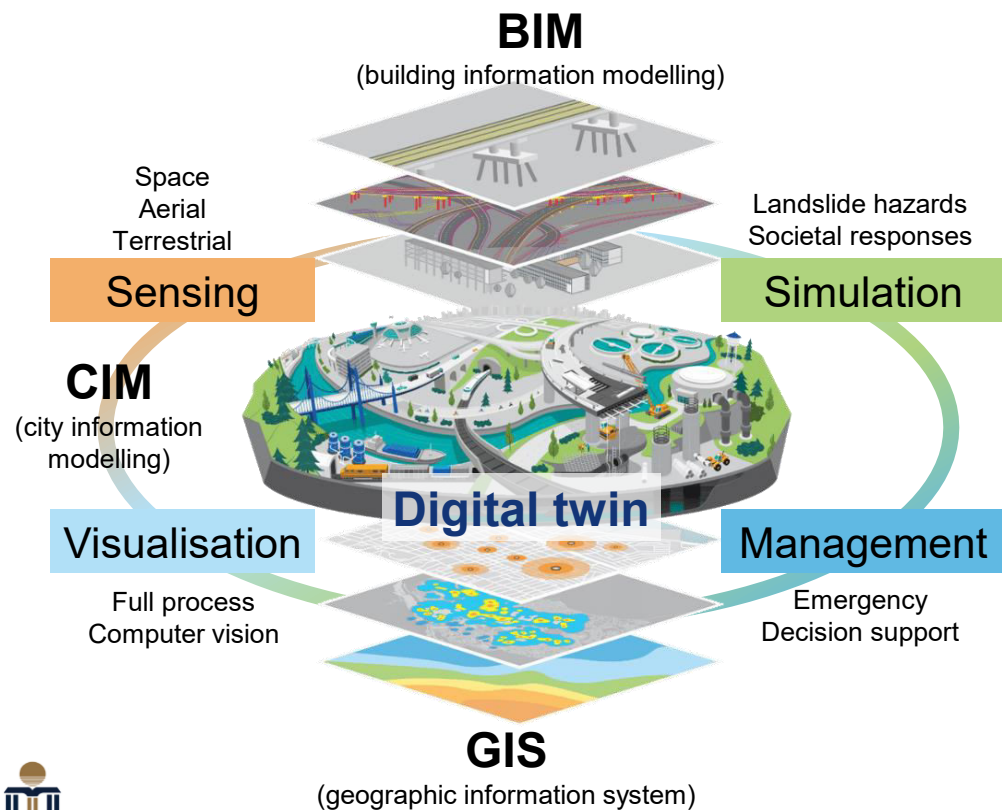 BIM
(building information modelling)
Space
Aerial
Terrestrial
Sensing
Landslide hazards
Societal responses
Simulation
CIM
(city information
modelling)
Digital twin
Visualisation
Full process
Computer vision
Management
Emergency
Decision support
GIS
(geographic information system)